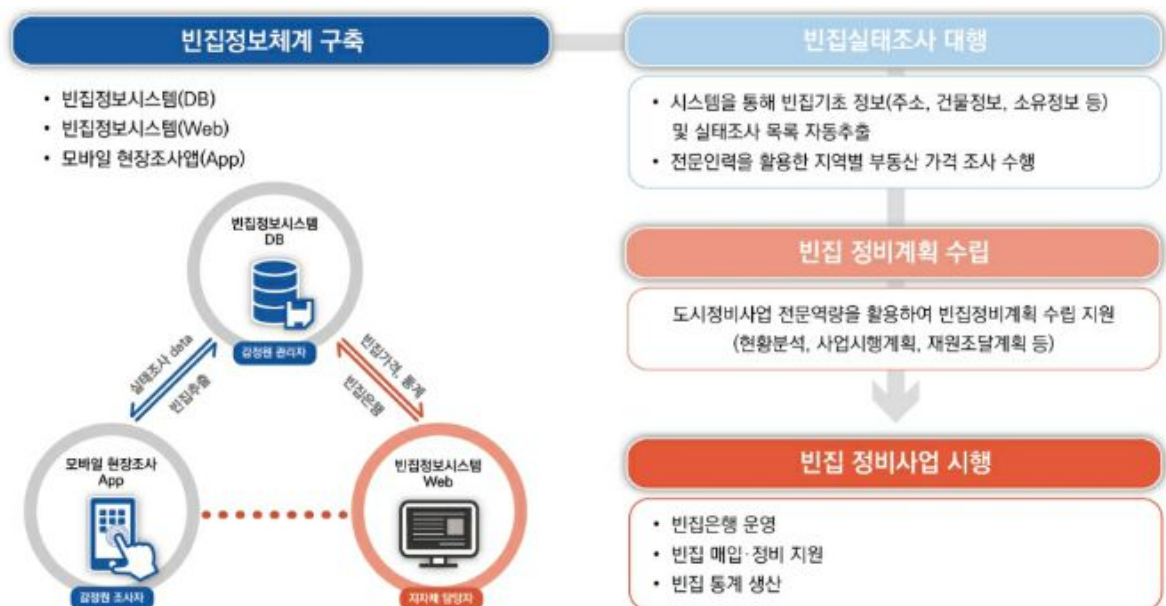 빈집정보체계 구축
• 빈집정보시스템(DB)
• 빈집정보시스템(Web)
• 모바일 현장조사앱(App)
빈집정보시스템
DB
감정원 관리자
실태조사 deta
빈집추출
빈집가격, 통계
빈집은행
모바일 현장조사
App
감정원 조사자
빈집정보시스템
Web
지자체 담당자
빈집실태조사 대행
• 시스템을 통해 빈집기초 정보(주소, 건물정보, 소유정보 등)
및 실태조사 목록 자동추출
• 전문인력을 활용한 지역별 부동산 가격 조사 수행
빈집 정비계획 수립
도시정비사업 전문역량을 활용하여 빈집정비계획 수립 지원
(현황분석, 사업시행계획, 재원조달계획 등)
빈집 정비사업 시행
• 빈집은행 운영
• 빈집 매입·정비 지원
• 빈집 통계 생산